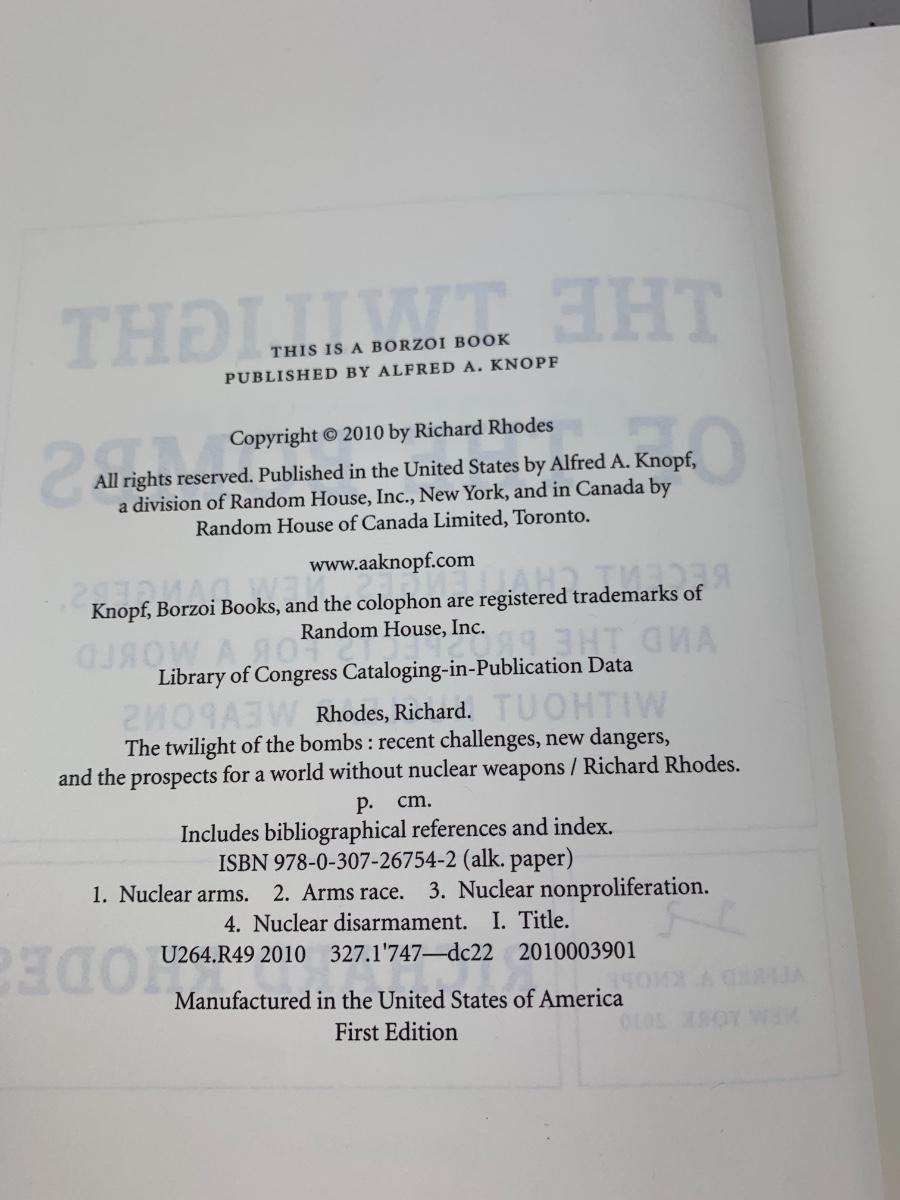 THIS IS A BORZOI BOOK
PUBLISHED BY ALFRED A. KNOPF
Copyright © 2010 by Richard Rhodes
All rights reserved. Published in the United States by Alfred A. Knopf,
a division of Random House, Inc., New York, and in Canada by
Random House of Canada Limited, Toronto.
www.aaknopf.com
Knopf, Borzoi Books, and the colophon are registered trademarks of
Random House, Inc.
Library of Congress Cataloging-in-Publication Data
Rhodes, Richard.
The twilight of the bombs : recent challenges, new dangers,
and the prospects for a world without nuclear weapons / Richard Rhodes.
p. cm.
Includes bibliographical references and index.
ISBN 978-0-307-26754-2 (alk. paper)
1. Nuclear arms. 2. Arms race. 3. Nuclear nonproliferation.
4. Nuclear disarmament. I. Title.
U264.R49 2010 327.1'747—dc22 2010003901
Manufactured in the United States of America
First Edition